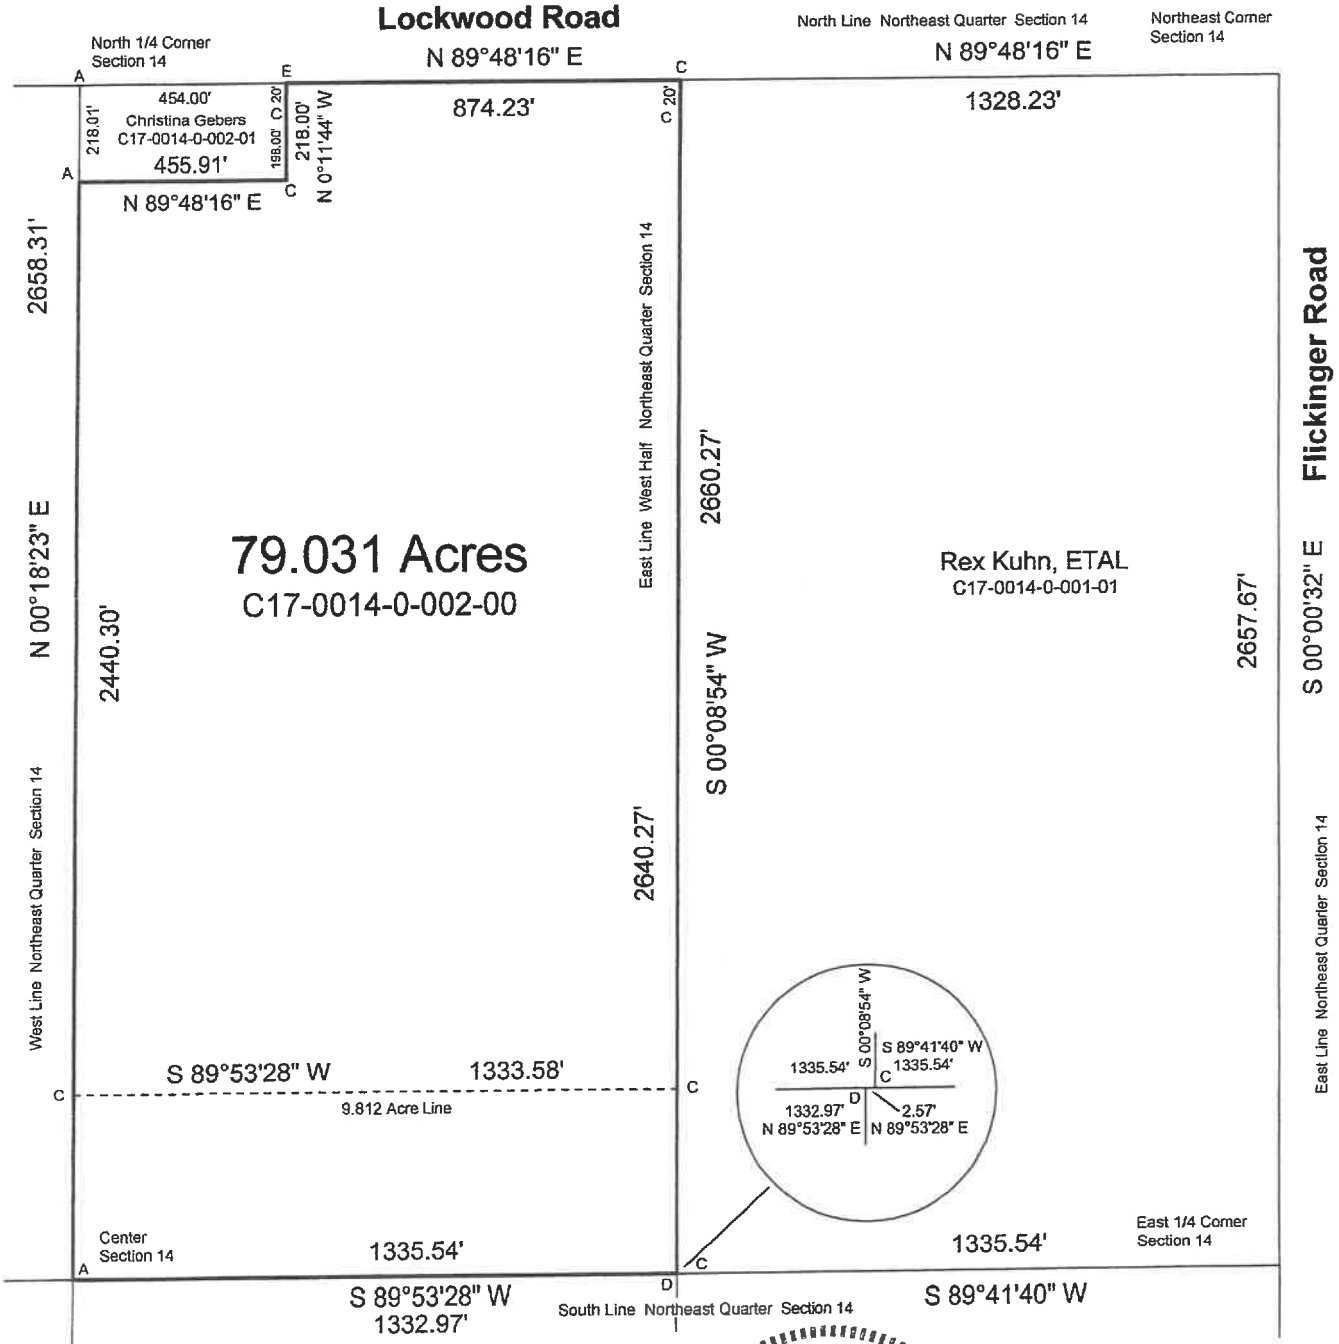 Lockwood Road
North Line Northeast Quarter Section 14
Northeast Corner
Section 14
North 1/4 Corner
Section 14
N 89°48'16" E
N 89°48'16" E
A
E
C
454.00'
Christina Gebers
C17-0014-0-002-01
455.91'
218.01'
C 20'
198.00'
218.00'
N 0°11'44" W
874.23'
C 20'
1328.23'
A
C
N 89°48'16" E
2658.31'
N 00°18'23" E
2440.30'
West Line Northeast Quarter Section 14
East Line West Half Northeast Quarter Section 14
2660.27'
S 00°08'54" W
2640.27'
79.031 Acres
C17-0014-0-002-00
Rex Kuhn, ETAL
C17-0014-0-001-01
2657.67'
Flickinger Road
S 00°00'32" E
East Line Northeast Quarter Section 14
S 89°53'28" W 1333.58'
C
C
9.812 Acre Line
S 00°08'54" W
S 89°41'40" W
1335.54'
1335.54'
C
D
1332.97'
2.57'
N 89°53'28" E
N 89°53'28" E
Center
Section 14
1335.54'
1335.54'
East 1/4 Corner
Section 14
A
C
D
S 89°53'28" W
1332.97'
South Line Northeast Quarter Section 14
S 89°41'40" W